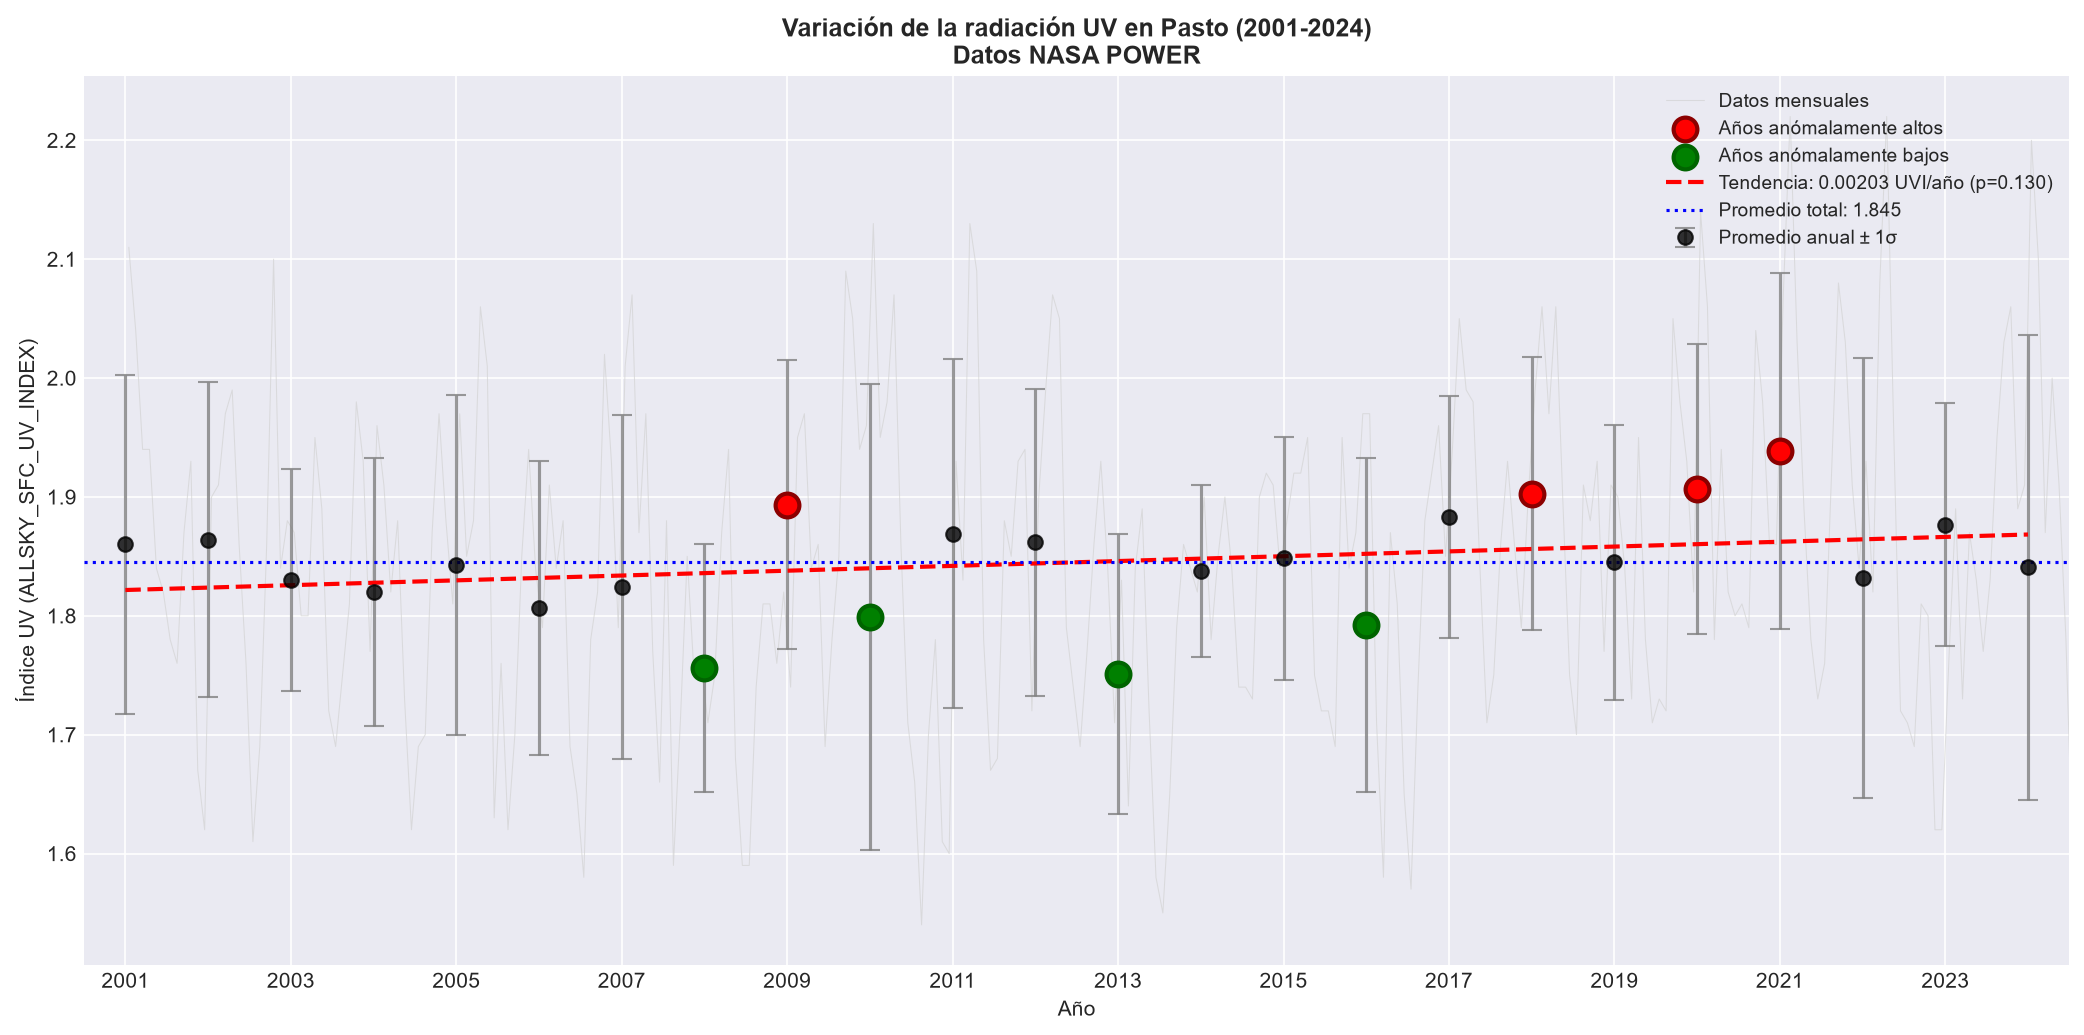 Variación de la radiación UV en Pasto (2001-2024)
Datos NASA POWER
Datos mensuales
Años anómalamente altos
Años anómalamente bajos
Tendencia: 0.00203 UVI/año (p=0.130)
Promedio total: 1.845
Promedio anual ± 1σ
Índice UV (ALLSKY_SFC_UV_INDEX)
2.2
2.1
2.0
1.9
1.8
1.7
1.6
2001 2003 2005 2007 2009 2011 2013 2015 2017 2019 2021 2023
Año